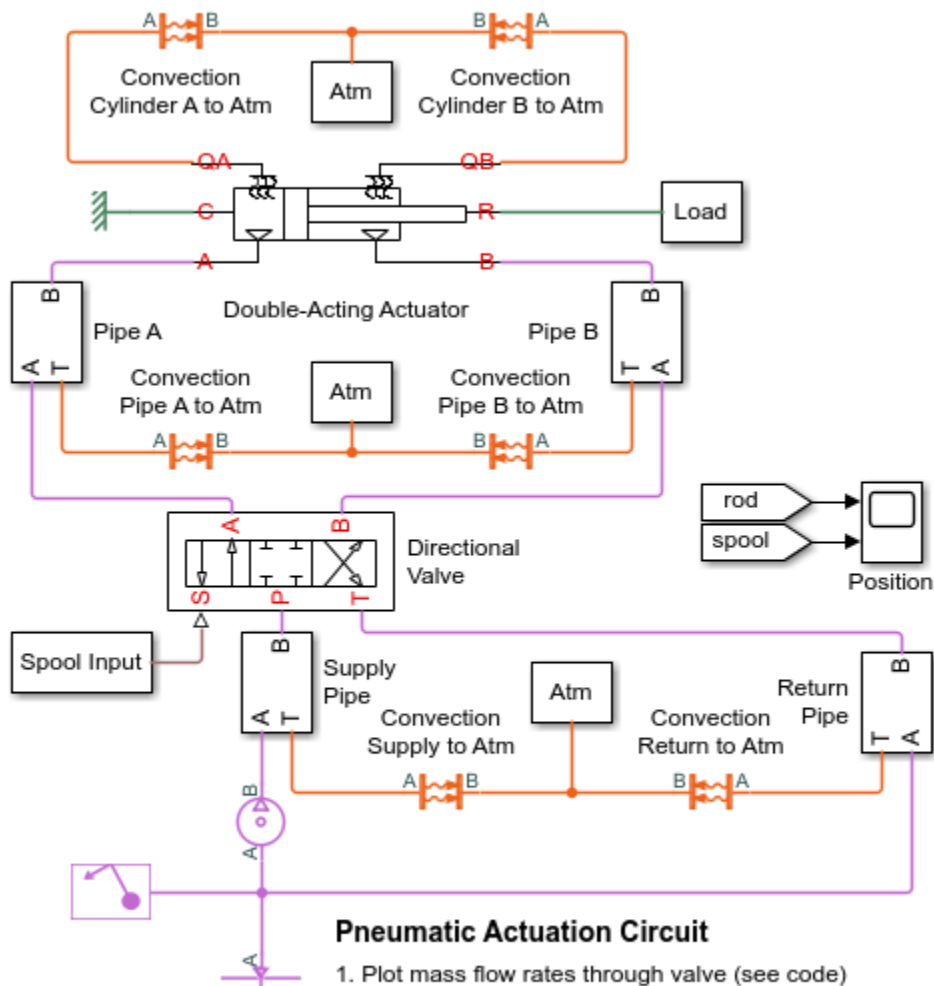 A B
B A
Convection
Cylinder A to Atm
Atm
Convection
Cylinder B to Atm
QA
QB
C
R
Load
A
B
B
Pipe A
A T
Double-Acting Actuator
Pipe B
B
T A
Convection
Pipe A to Atm
Atm
Convection
Pipe B to Atm
A B
B A
rod
spool
Position
A B
Directional
Valve
S P T
Spool Input
B
Supply
Pipe
A T
Atm
Return
Pipe
B
T A
Convection
Supply to Atm
Convection
Return to Atm
A B
B A
B
A
A
Pneumatic Actuation Circuit
1. Plot mass flow rates through valve (see code)